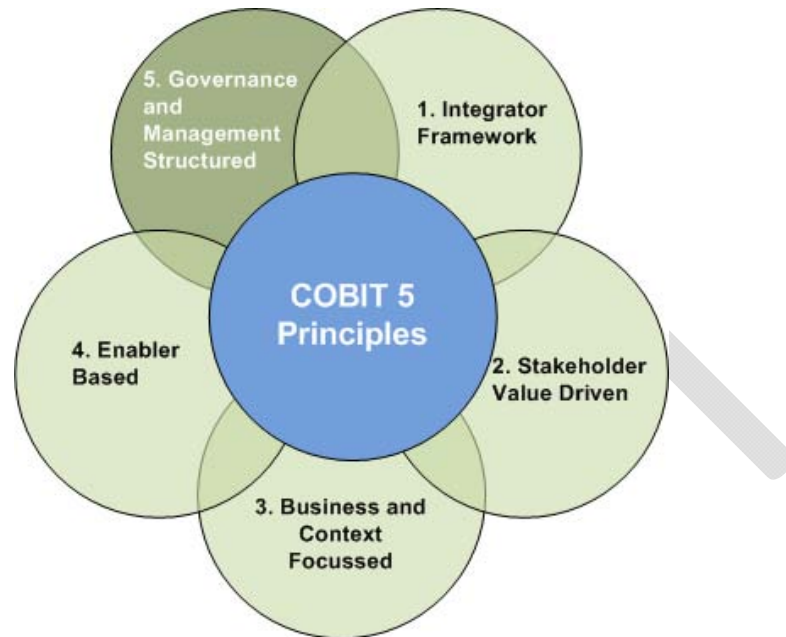 COBIT 5
Principles
1. Integrator
Framework
2. Stakeholder
Value Driven
3. Business and
Context
Focussed
4. Enabler
Based
5. Governance
and
Management
Structured